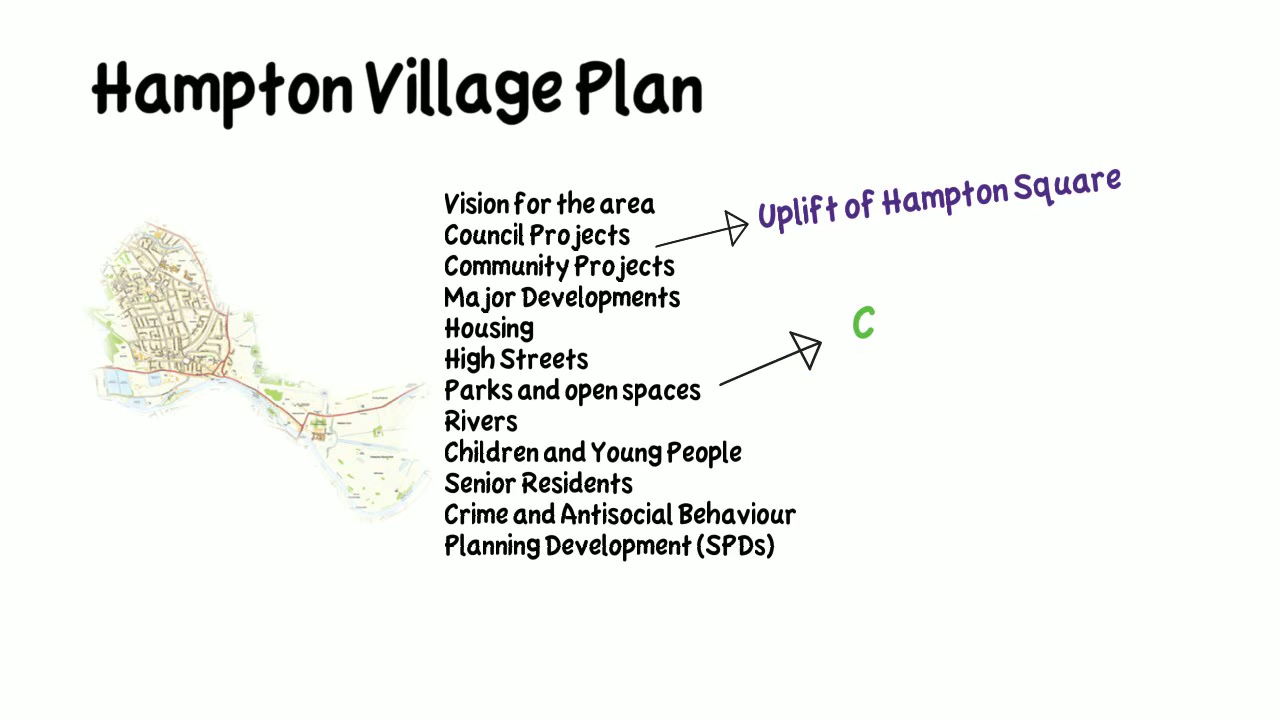 Hampton Village Plan
Vision for the area
Council Projects
Community Projects
Major Developments
Housing
High Streets
Parks and open spaces
Rivers
Children and Young People
Senior Residents
Crime and Antisocial Behaviour
Planning Development (SPDs)
Uplift of Hampton Square
C